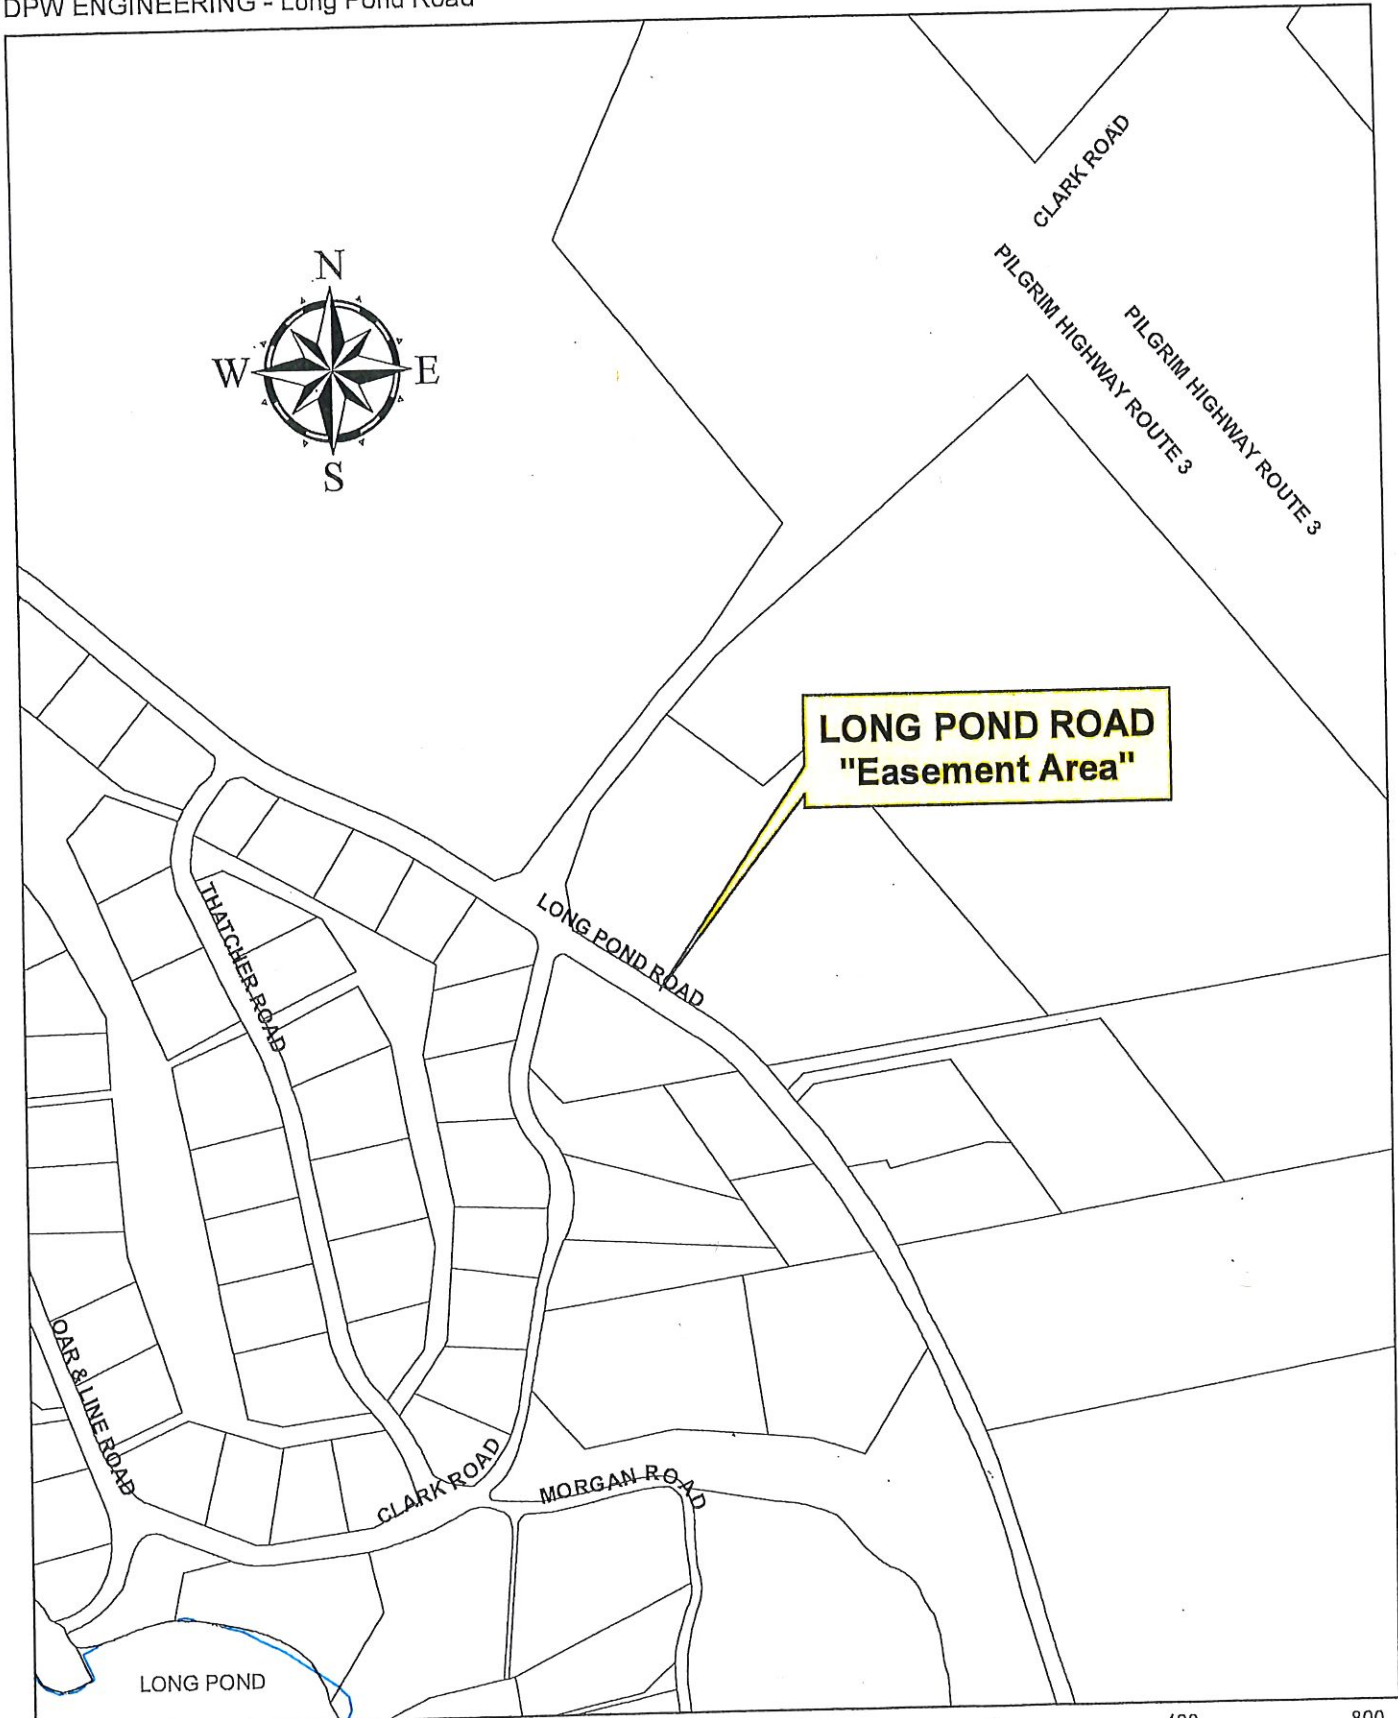 DPW ENGINEERING - Long Pond Road
CLARK ROAD
PILGRIM HIGHWAY ROUTE 3
PILGRIM HIGHWAY ROUTE 3
N
W E
S
LONG POND ROAD
"Easement Area"
LONG POND ROAD
THATCHER ROAD
OAR & LINE ROAD
CLARK ROAD
MORGAN ROAD
LONG POND
400
800